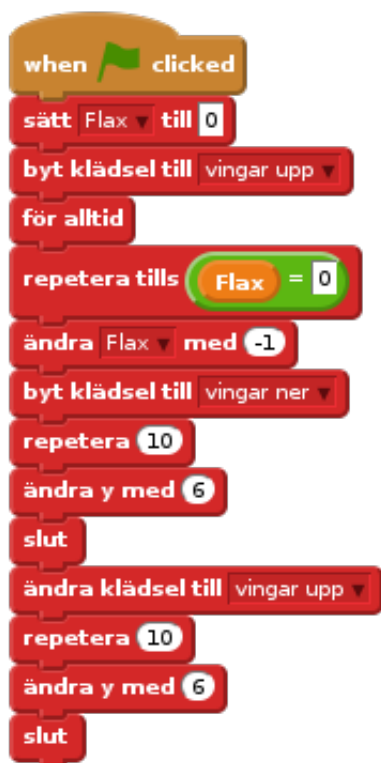 when clicked
sätt Flax till 0
byt klädsel till vingar upp
för alltid
repetera tills Flax = 0
ändra Flax med -1
byt klädsel till vingar ner
repetera 10
ändra y med 6
slut
ändra klädsel till vingar upp
repetera 10
ändra y med 6
slut